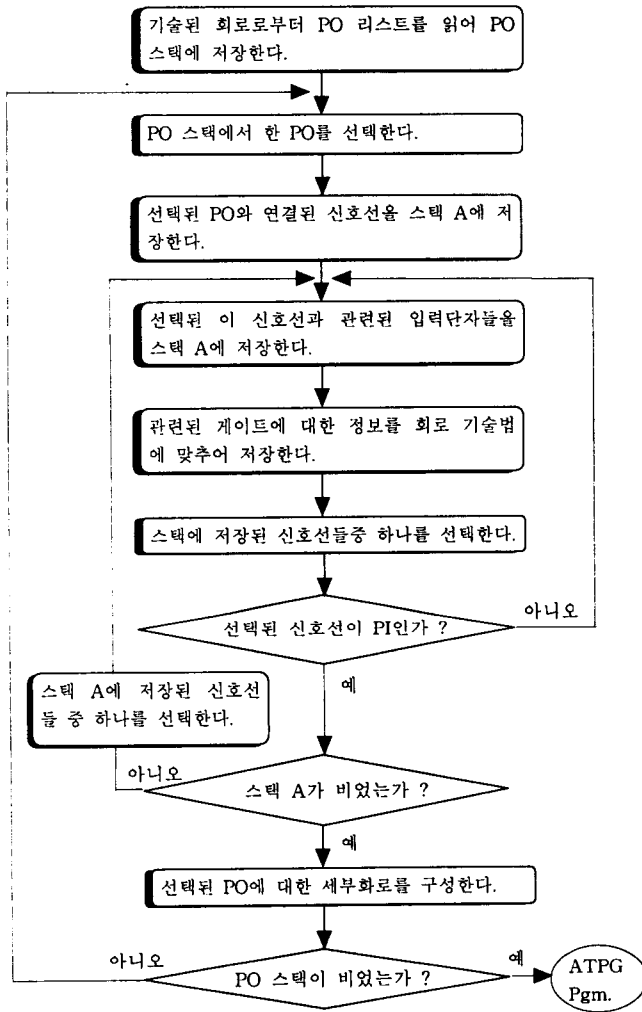 기술된 회로로부터 PO 리스트를 읽어 PO
스택에 저장한다.
PO 스택에서 한 PO를 선택한다.
선택된 PO와 연결된 신호선을 스택 A에 저
장한다.
선택된 이 신호선과 관련된 입력단자들을
스택 A에 저장한다.
관련된 게이트에 대한 정보를 회로 기술법
에 맞추어 저장한다.
스택에 저장된 신호선들중 하나를 선택한다.
선택된 신호선이 PI인가 ?
아니오
예
스택 A에 저장된 신호선
들 중 하나를 선택한다.
아니오
스택 A가 비었는가 ?
예
선택된 PO에 대한 세부화로를 구성한다.
아니오
PO 스택이 비었는가 ?
예
ATPG
Pgm.